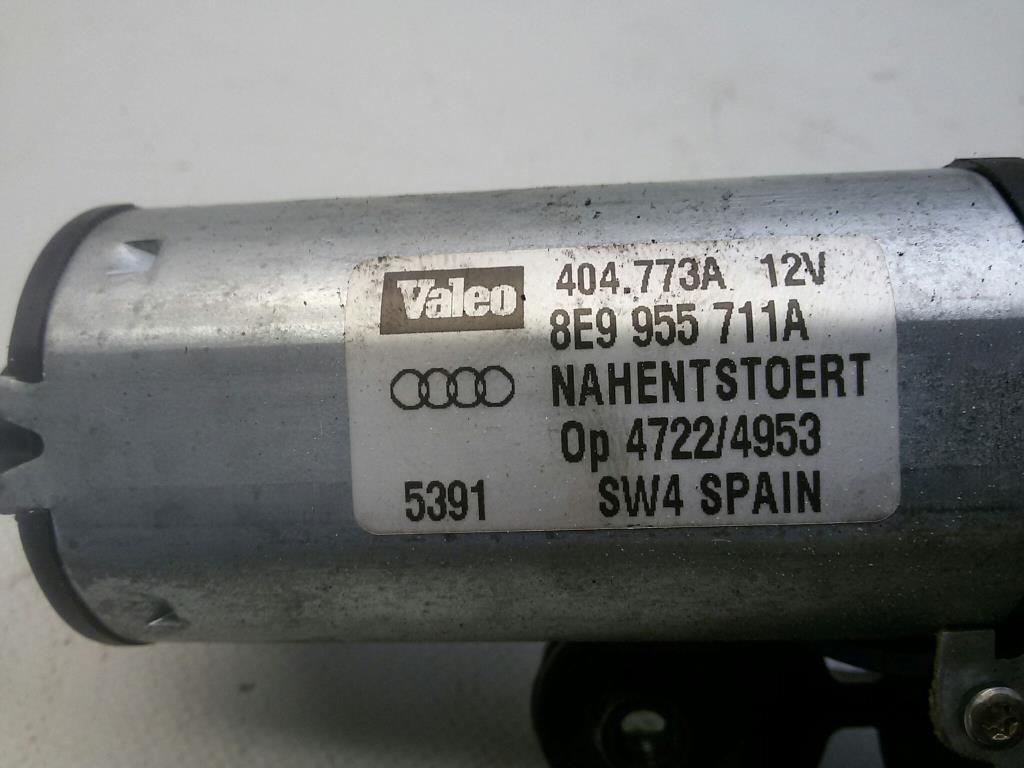 Valeo 404.773A 12V
8E9 955 711A
NAHENTSTOERT
Op 4722/4953
5391 SW4 SPAIN